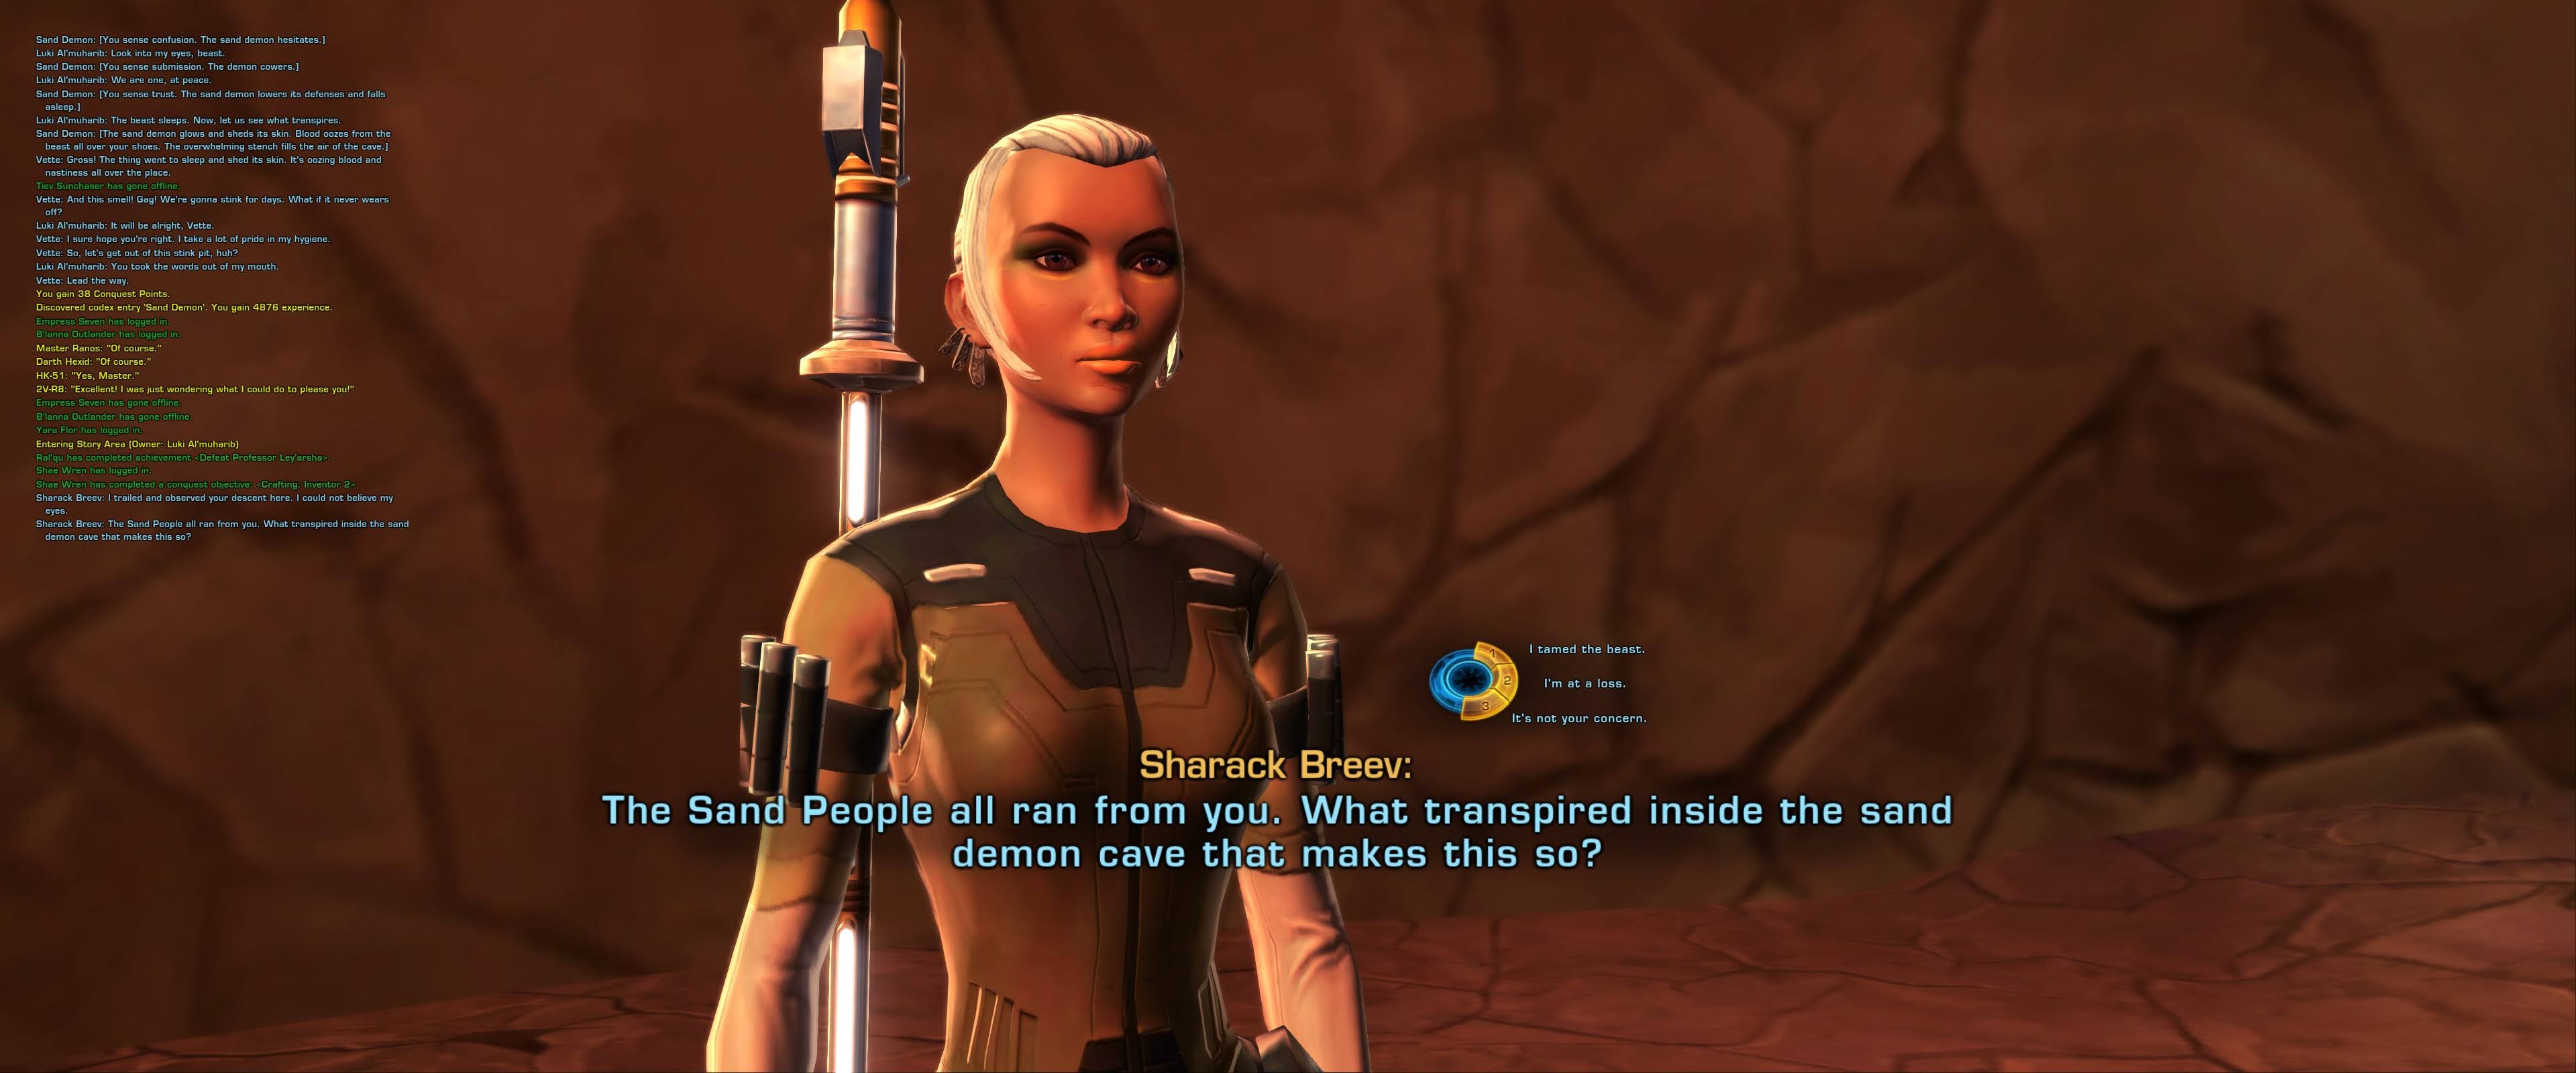 Sand Demon: [You sense confusion. The sand demon hesitates.]
Luki Al'muharib: Look into my eyes, beast.
Sand Demon: [You sense submission. The demon cowers.]
Luki Al'muharib: We are one, at peace.
Sand Demon: [You sense trust. The sand demon lowers its defenses and falls
asleep.]
Luki Al'muharib: The beast sleeps. Now, let us see what transpires.
Sand Demon: [The sand demon glows and sheds its skin. Blood oozes from the
beast all over your shoes. The overwhelming stench fills the air of the cave.]
Vette: Gross! The thing went to sleep and shed its skin. It's oozing blood and
nastiness all over the place.
Tiev Sunchaser has gone offline.
Vette: And this smell! Gag! We're gonna stink for days. What if it never wears
off?
Luki Al'muharib: It will be alright, Vette.
Vette: I sure hope you're right. I take a lot of pride in my hygiene.
Vette: So, let's get out of this stink pit, huh?
Luki Al'muharib: You took the words out of my mouth.
Vette: Lead the way.
You gain 38 Conquest Points.
Discovered codex entry 'Sand Demon'. You gain 4876 experience.
Empress Seven has logged in.
B'lanna Outlander has logged in.
Master Ranos: "Of course."
Darth Hexid: "Of course."
HK-51: "Yes, Master."
2V-R8: "Excellent! I was just wondering what I could do to please you!"
Empress Seven has gone offline.
B'lanna Outlander has gone offline.
Yara Flor has logged in.
Entering Story Area (Owner: Luki Al'muharib)
Ral'qu has completed achievement <Defeat Professor Ley'arsha>.
Shae Wren has logged in.
Shae Wren has completed a conquest objective: <Crafting: Inventor 2>
Sharack Breev: I trailed and observed your descent here. I could not believe my
eyes.
Sharack Breev: The Sand People all ran from you. What transpired inside the sand
demon cave that makes this so?
1 I tamed the beast.
2 I'm at a loss.
3 It's not your concern.
Sharack Breev:
The Sand People all ran from you. What transpired inside the sand
demon cave that makes this so?